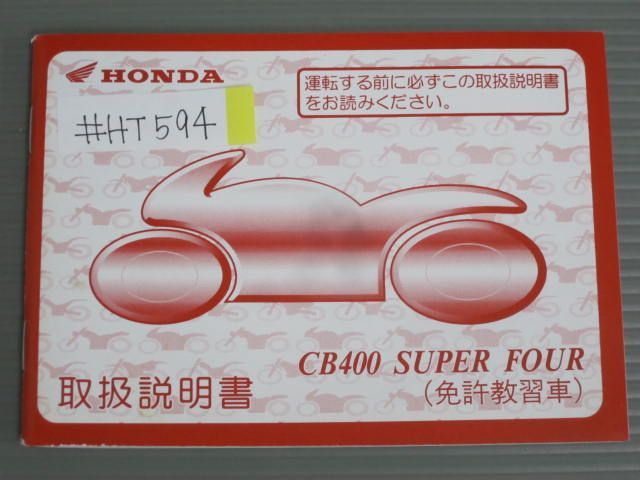 HONDA
運転する前に必ずこの取扱説明書
をお読みください。
#HT594
CB400 SUPER FOUR
取扱説明書
(免許教習車)